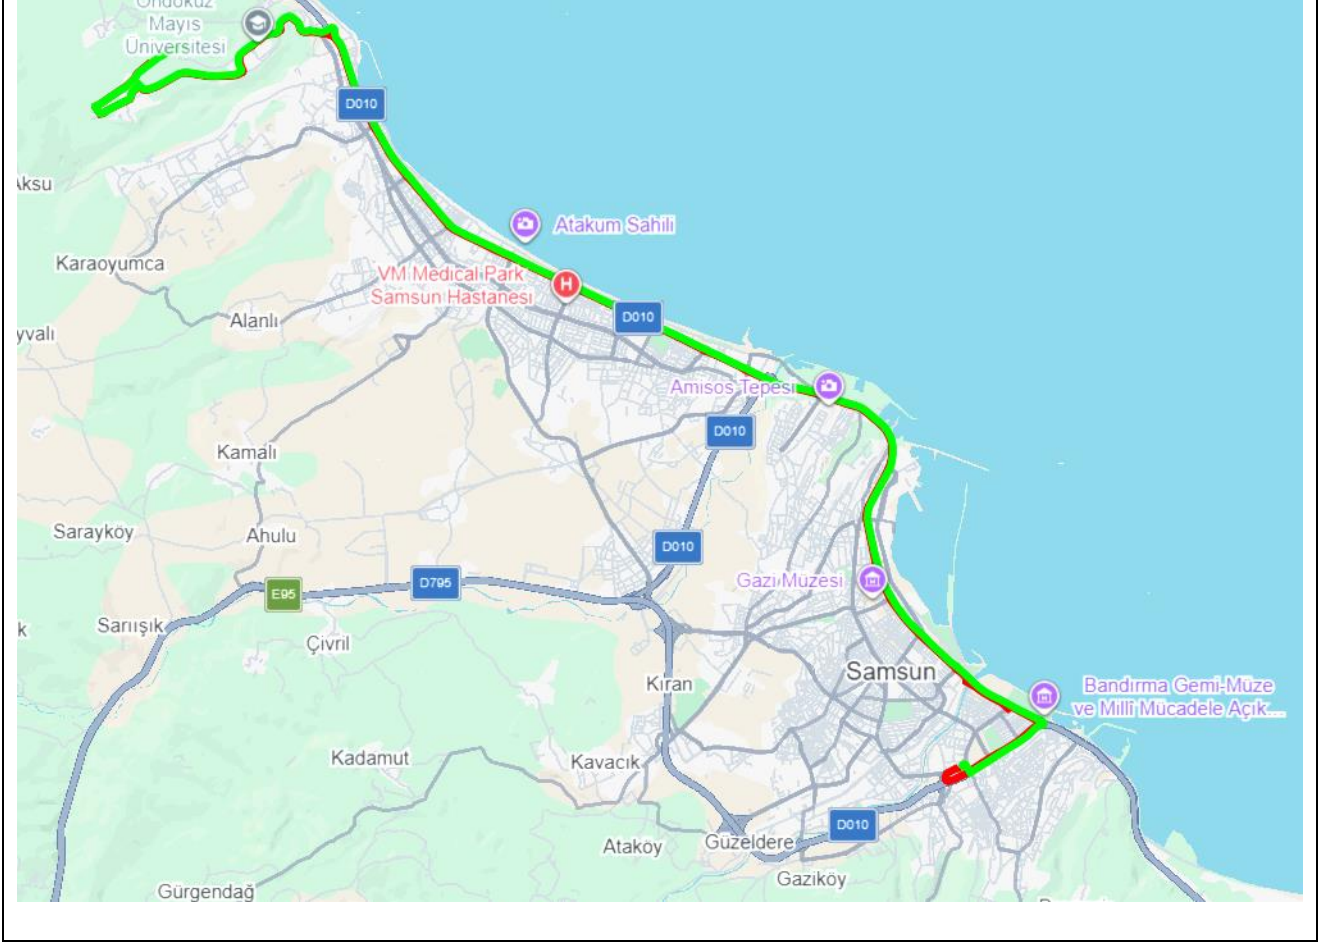 Ondokuz
Mayıs
Üniversitesi
D010
Aksu
Atakum Sahili
Karaoyumca
VM Medical Park
Samsun Hastanesi
H
Alanlı
D010
yvalı
Amisos Tepesi
D010
Kamalı
Sarayköy
Ahulu
D010
Gazi Müzesi
D795
E95
k
Sarıışık
Çivril
Samsun
Kıran
Bandırma Gemi-Müze
ve Millî Mücadele Açık...
Kadamut
Kavacık
D010
Ataköy
Güzeldere
Gaziköy
Gürgendağ